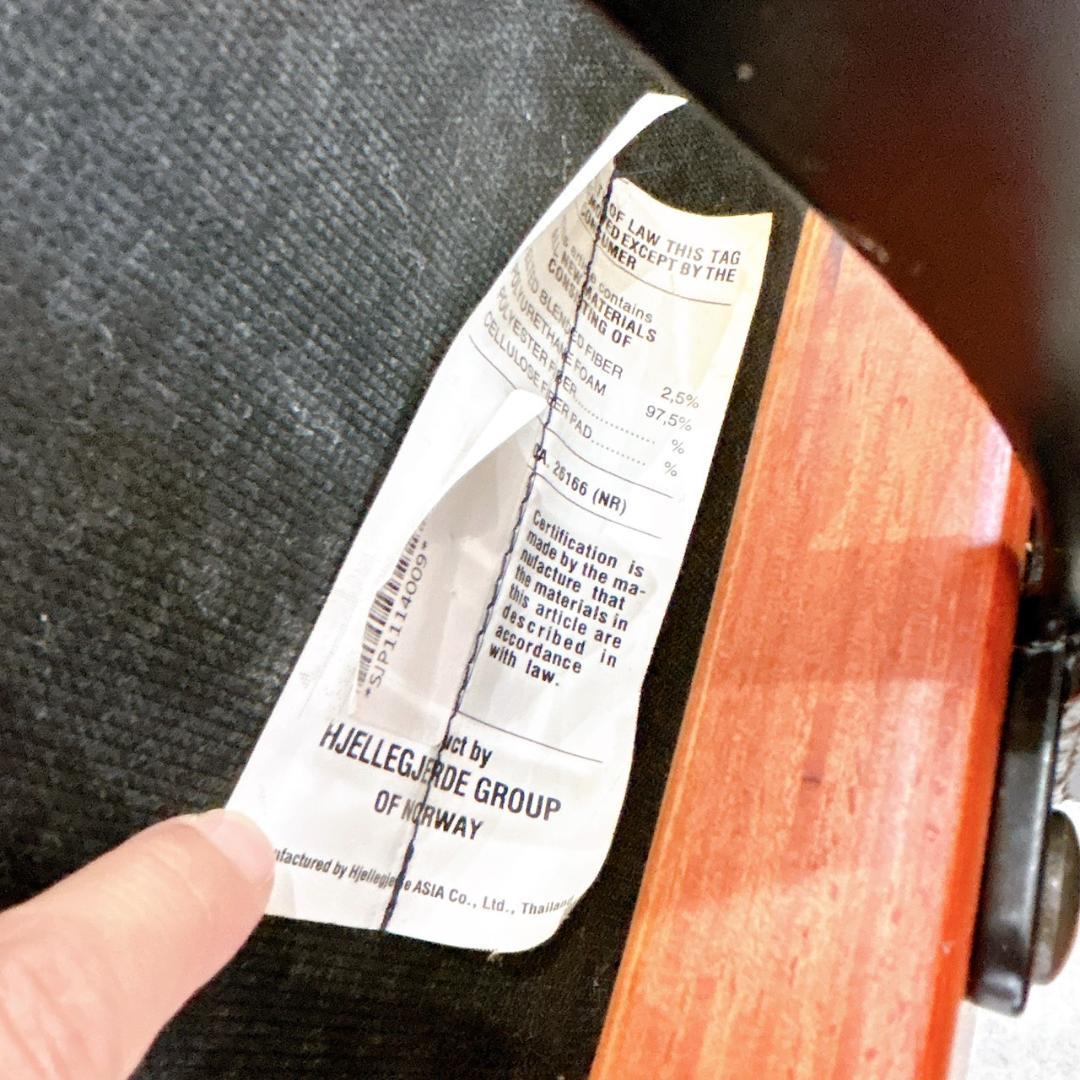 OF LAW THIS TAG
EXCEPT BY THE
contains
NEW MATERIALS
CONSISTING OF
BLENDED FIBER 2,5%
POLYURETHANE FOAM 97,5%
POLYESTER FIBER.............. %
CELLULOSE FIBER PAD.......... %
CA. 26166 (NR)
Certification is
made by the ma-
nufacture that
the materials in
this article are
described in
accordance
with law.
*SJP1114009*
uct by
HJELLEGJERDE GROUP
OF NORWAY
by Hjellegjerde ASIA Co., Ltd., Thailand